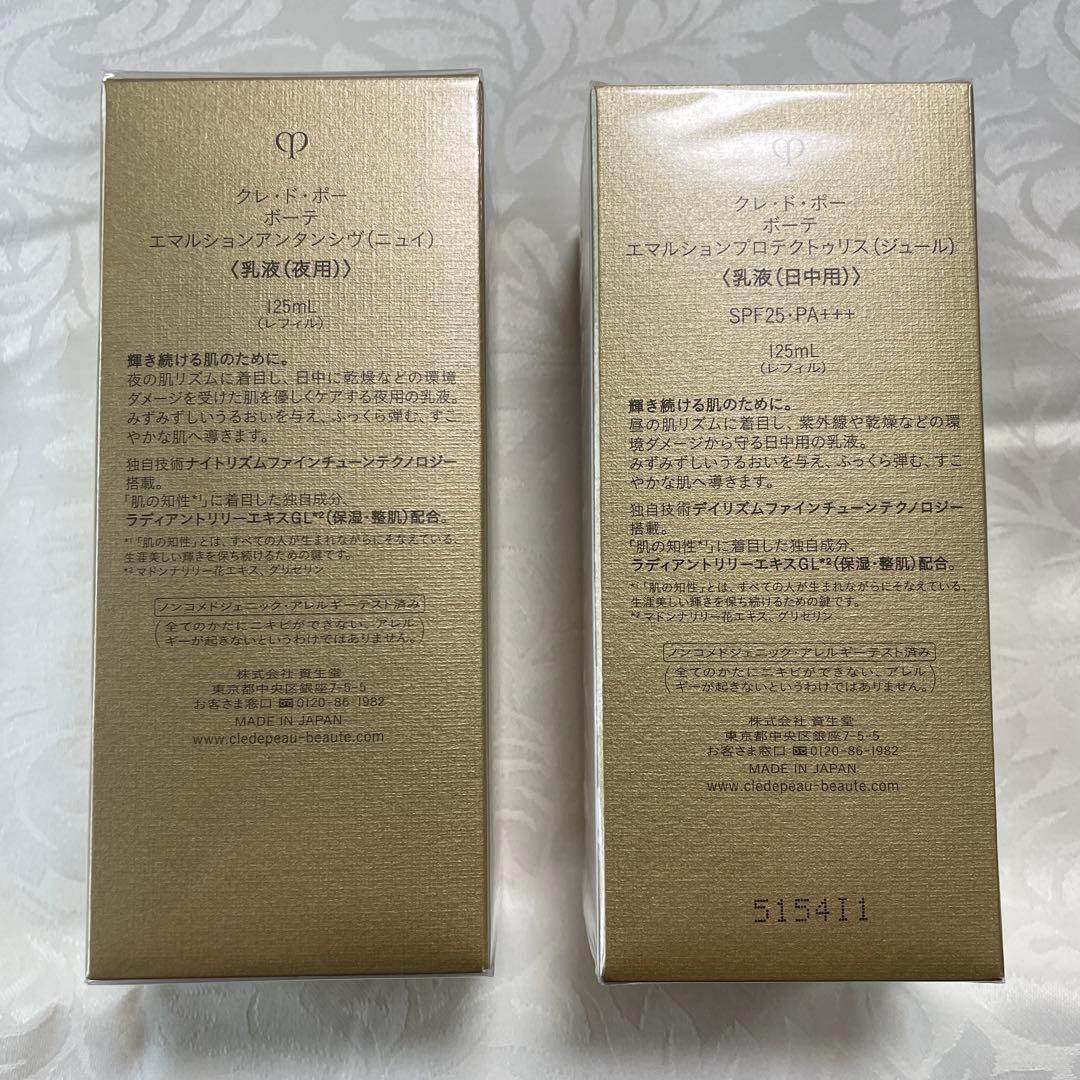 クレ・ド・ポー
ボーテ
エマルションアンタンシヴ(ニュイ)
〈乳液(夜用)〉
125mL
(レフィル)
輝き続ける肌のために。
夜の肌リズムに着目し、日中に乾燥などの環境
ダメージを受けた肌を優しくケアする夜用の乳液。
みずみずしいうるおいを与え、ふっくら弾む、すこ
やかな肌へ導きます。
独自技術ナイトリズムファインチューンテクノロジー
搭載。
「肌の知性*1」に着目した独自成分、
ラディアントリリーエキスGL*2(保湿・整肌)配合。
*1「肌の知性」とは、すべての人が生まれながらにそなえている、
生涯美しい輝きを保ち続けるための鍵です。
*2 マドンナリリー花エキス、グリセリン
ノンコメドジェニック・アレルギーテスト済み
(全てのかたにニキビができない、アレル
ギーが起きないというわけではありません。)
株式会社 資生堂
東京都中央区銀座7-5-5
お客さま窓口 0120-86-1982
MADE IN JAPAN
www.cledepeau-beaute.com
クレ・ド・ポー
ボーテ
エマルションプロテクトゥリス(ジュール)
〈乳液(日中用)〉
SPF25・PA+++
125mL
(レフィル)
輝き続ける肌のために。
昼の肌リズムに着目し、紫外線や乾燥などの環
境ダメージから守る日中用の乳液。
みずみずしいうるおいを与え、ふっくら弾む、すこ
やかな肌へ導きます。
独自技術デイリズムファインチューンテクノロジー
搭載。
「肌の知性*1」に着目した独自成分、
ラディアントリリーエキスGL*2(保湿・整肌)配合。
*1「肌の知性」とは、すべての人が生まれながらにそなえている、
生涯美しい輝きを保ち続けるための鍵です。
*2 マドンナリリー花エキス、グリセリン
ノンコメドジェニック・アレルギーテスト済み
(全てのかたにニキビができない、アレル
ギーが起きないというわけではありません。)
株式会社 資生堂
東京都中央区銀座7-5-5
お客さま窓口 0120-86-1982
MADE IN JAPAN
www.cledepeau-beaute.com
5154I1